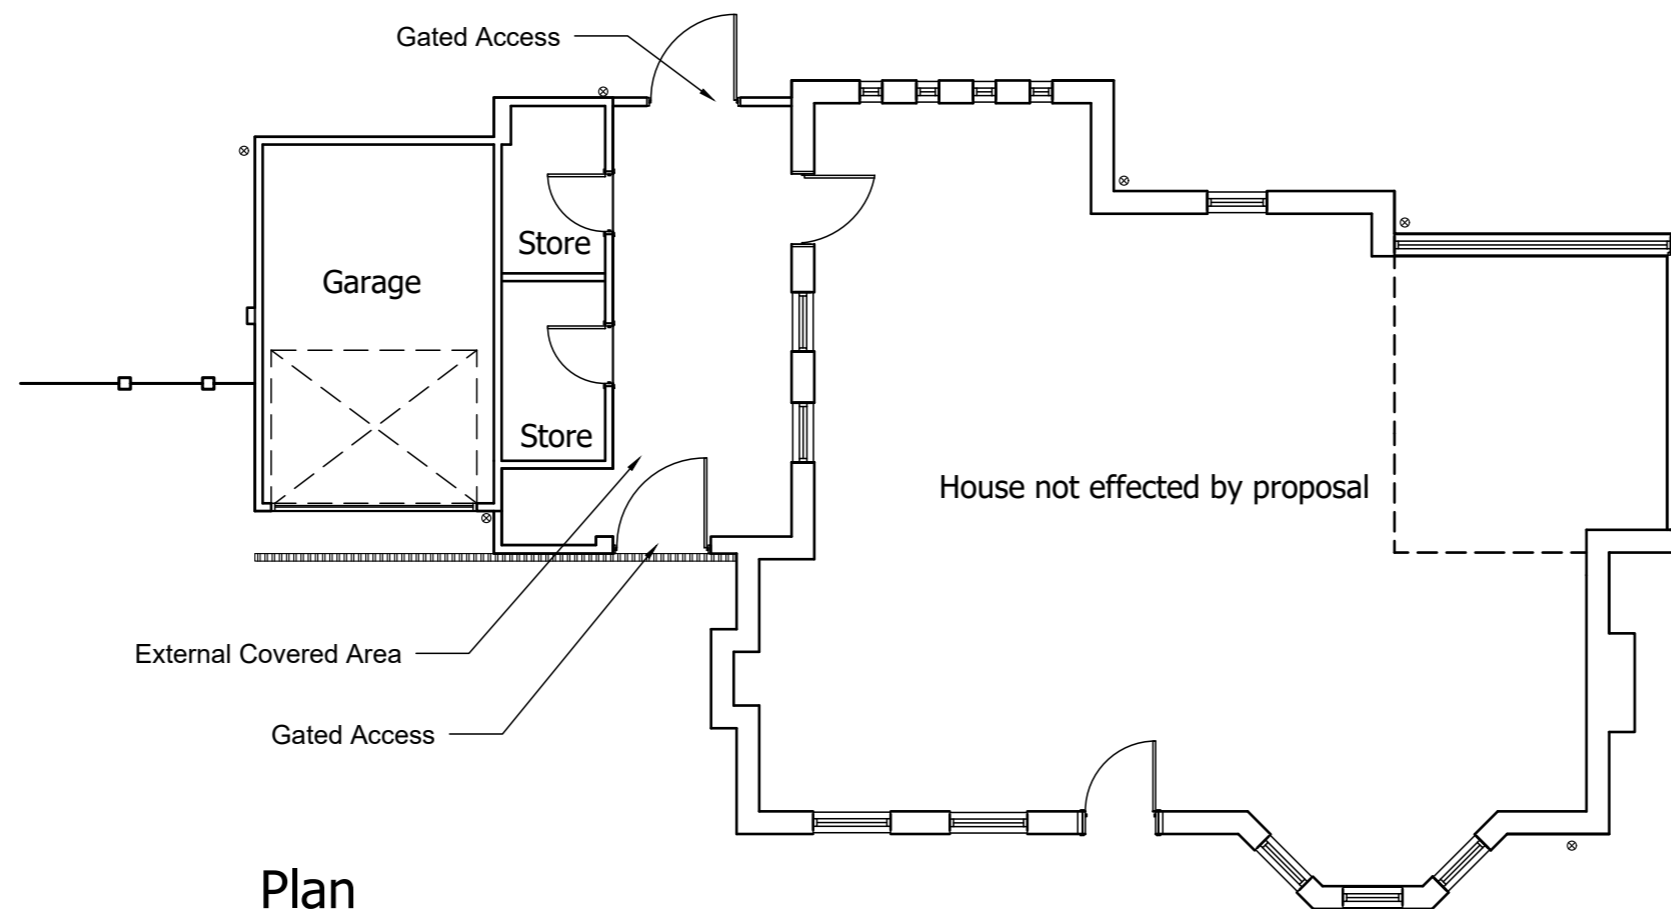 Gated Access
Store
Garage
Store
House not effected by proposal
External Covered Area
Gated Access
Plan